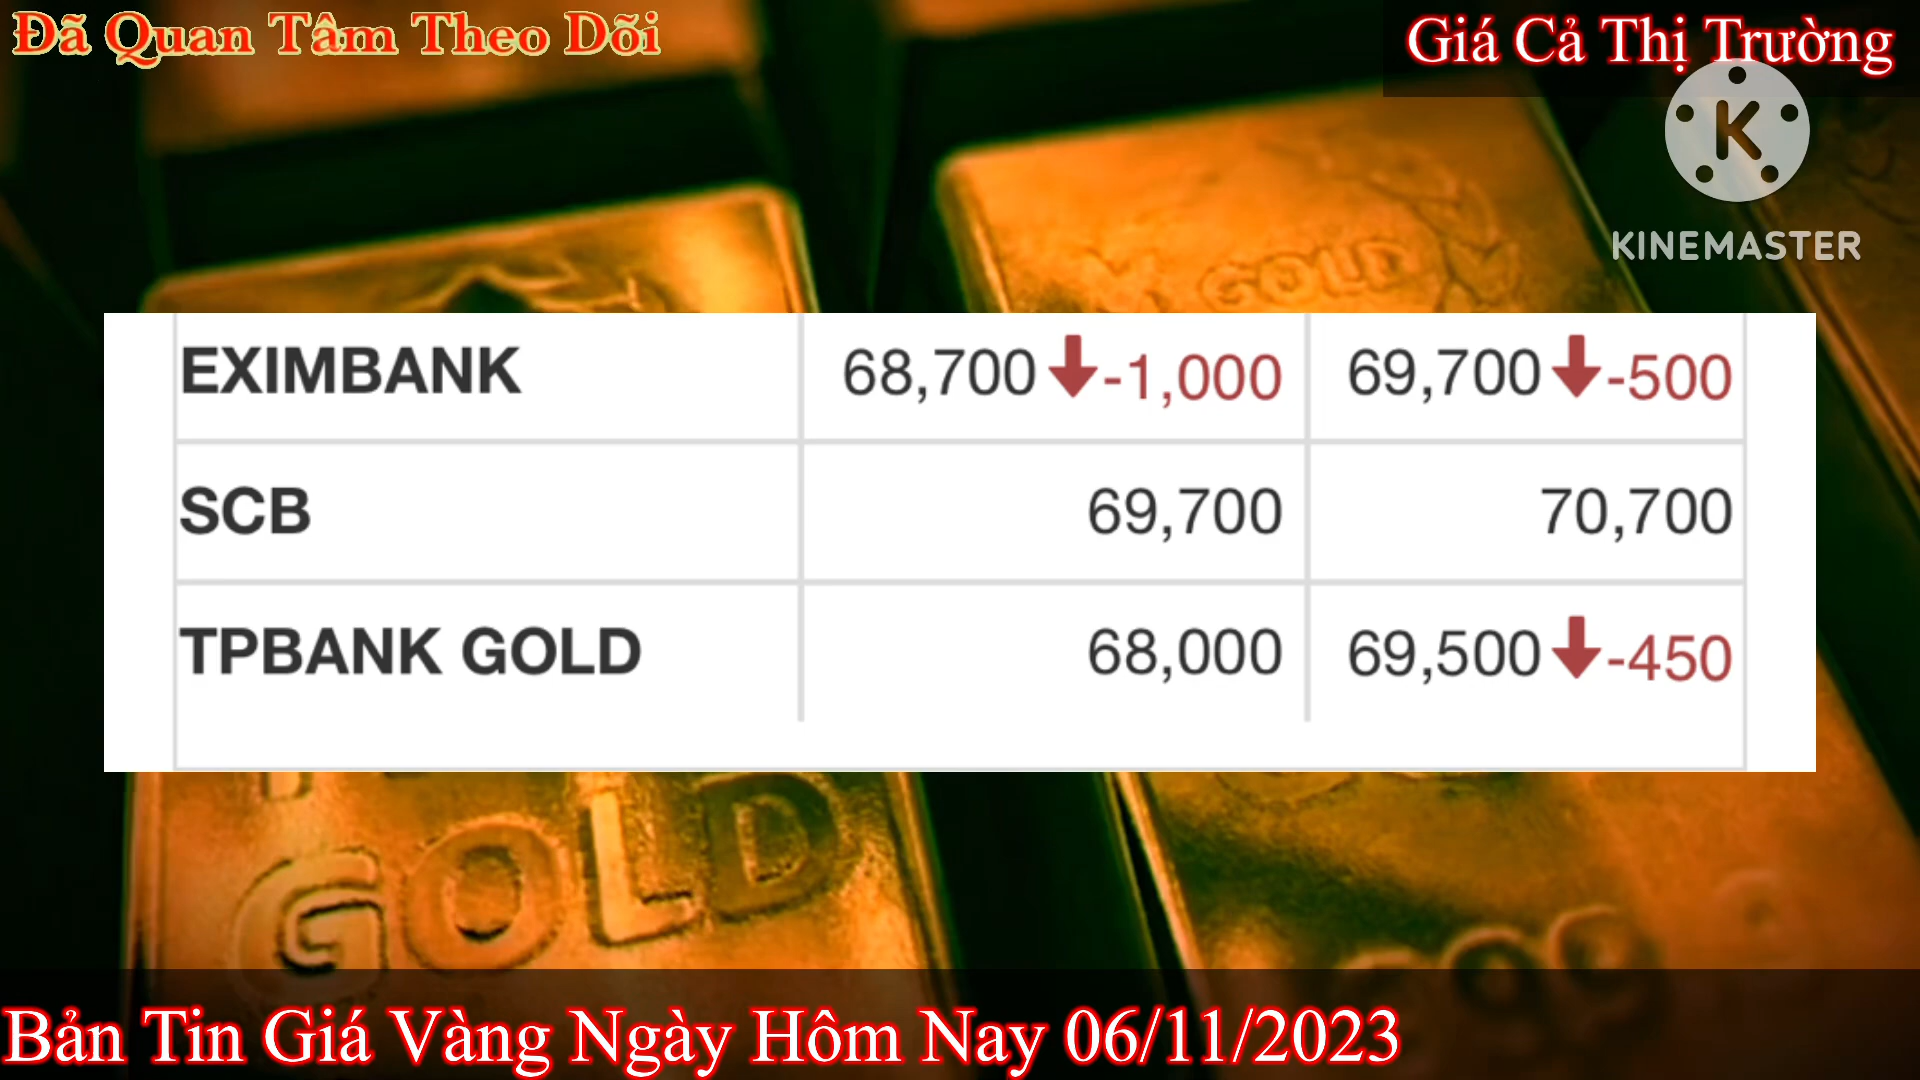 Đã Quan Tâm Theo Dõi
Giá Cả Thị Trường
K
KINEMASTER
GOLD
EXIMBANK 68,700 -1,000 69,700 -500
SCB 69,700 70,700
TPBANK GOLD 68,000 69,500 -450
GOLD
999
Bản Tin Giá Vàng Ngày Hôm Nay 06/11/2023